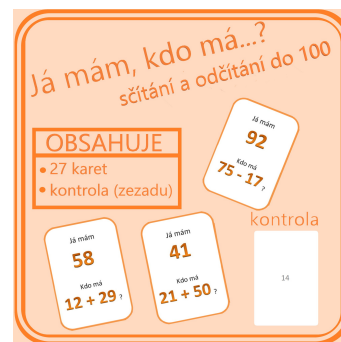 Já mám, kdo má...?
sčítání a odčítání do 100
OBSAHUJE
• 27 karet
• kontrola (zezadu)
Já mám
92
Kdo má
75 - 17 ?
Já mám
58
Kdo má
12 + 29 ?
Já mám
41
Kdo má
21 + 50 ?
kontrola
14